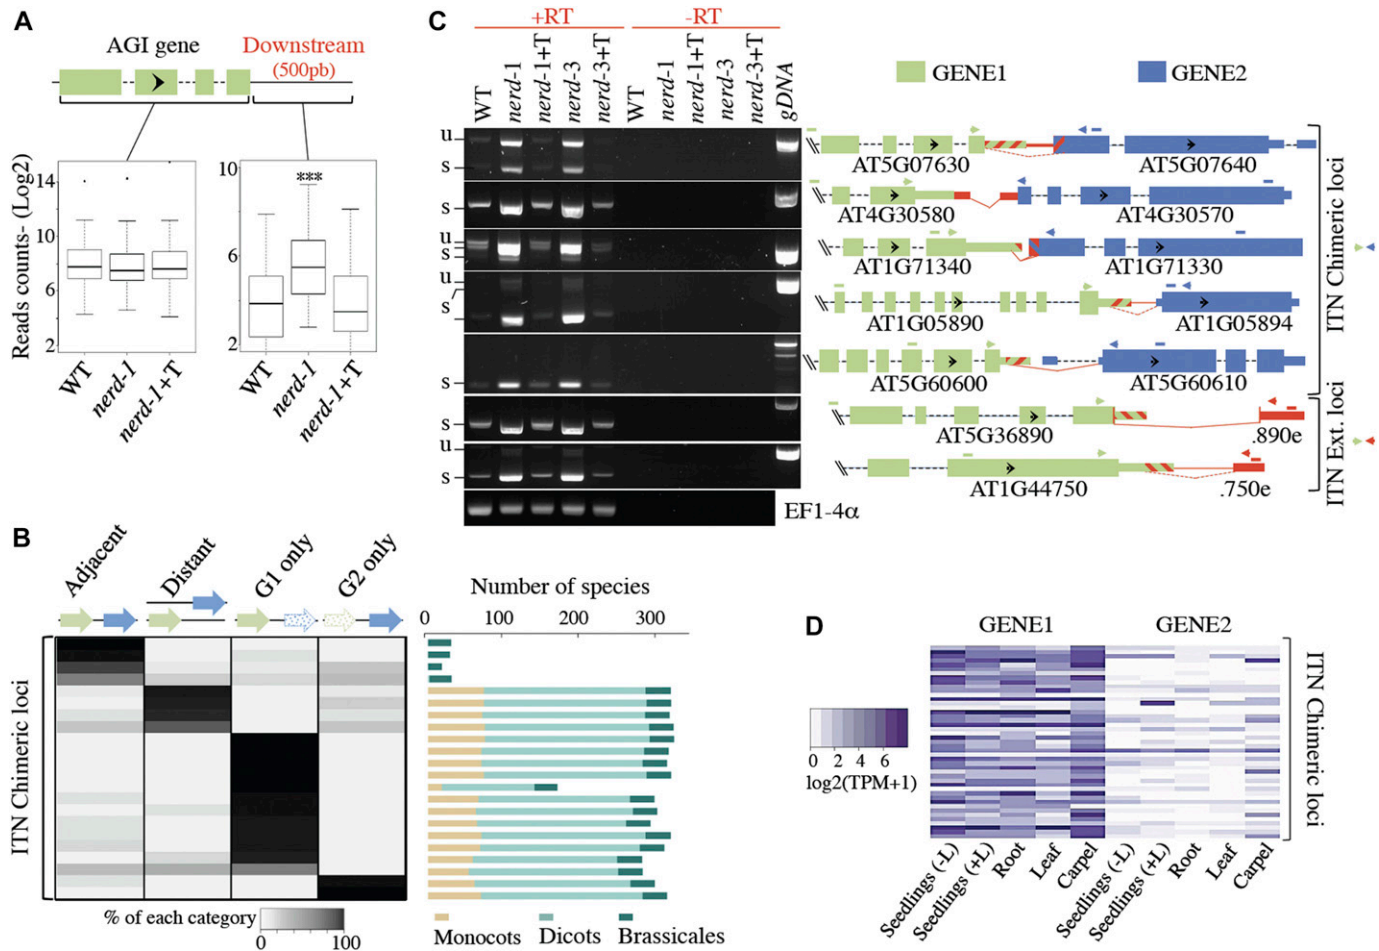 A
AGI gene
Downstream
(500pb)
Reads counts- (Log2)
14
10
6
2
10
6
2
***
WT
nerd-1
nerd-1+T
WT
nerd-1
nerd-1+T
C
+RT
-RT
WT
nerd-1
nerd-1+T
nerd-3
nerd-3+T
WT
nerd-1
nerd-1+T
nerd-3
nerd-3+T
gDNA
u
s
s
u
s
u
s
s
s
u
s
EF1-4α
GENE1
GENE2
AT5G07630
AT5G07640
AT4G30580
AT4G30570
AT1G71340
AT1G71330
AT1G05890
AT1G05894
AT5G60600
AT5G60610
AT5G36890
.890e
AT1G44750
.750e
ITN Chimeric loci
ITN Ext. loci
B
Adjacent
Distant
G1 only
G2 only
ITN Chimeric loci
% of each category
0
100
Number of species
0
100
200
300
Monocots
Dicots
Brassicales
D
GENE1
GENE2
0 2 4 6
log2(TPM+1)
Seedlings (-L)
Seedlings (+L)
Root
Leaf
Carpel
Seedlings (-L)
Seedlings (+L)
Root
Leaf
Carpel
ITN Chimeric loci